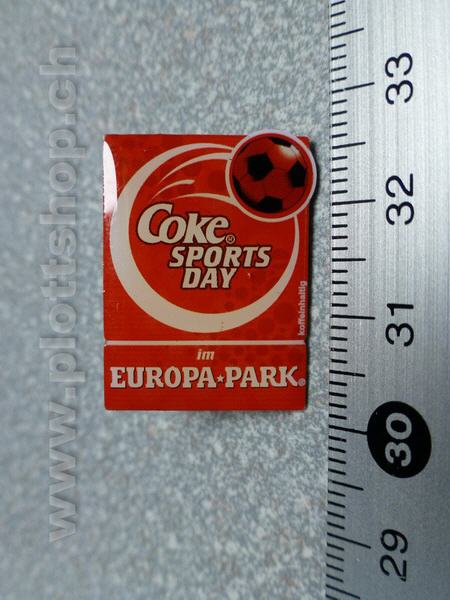 www.plottshop.ch
Coke®
SPORTS
DAY
koffeinhaltig
im
EUROPA★PARK®
33
32
31
30
29